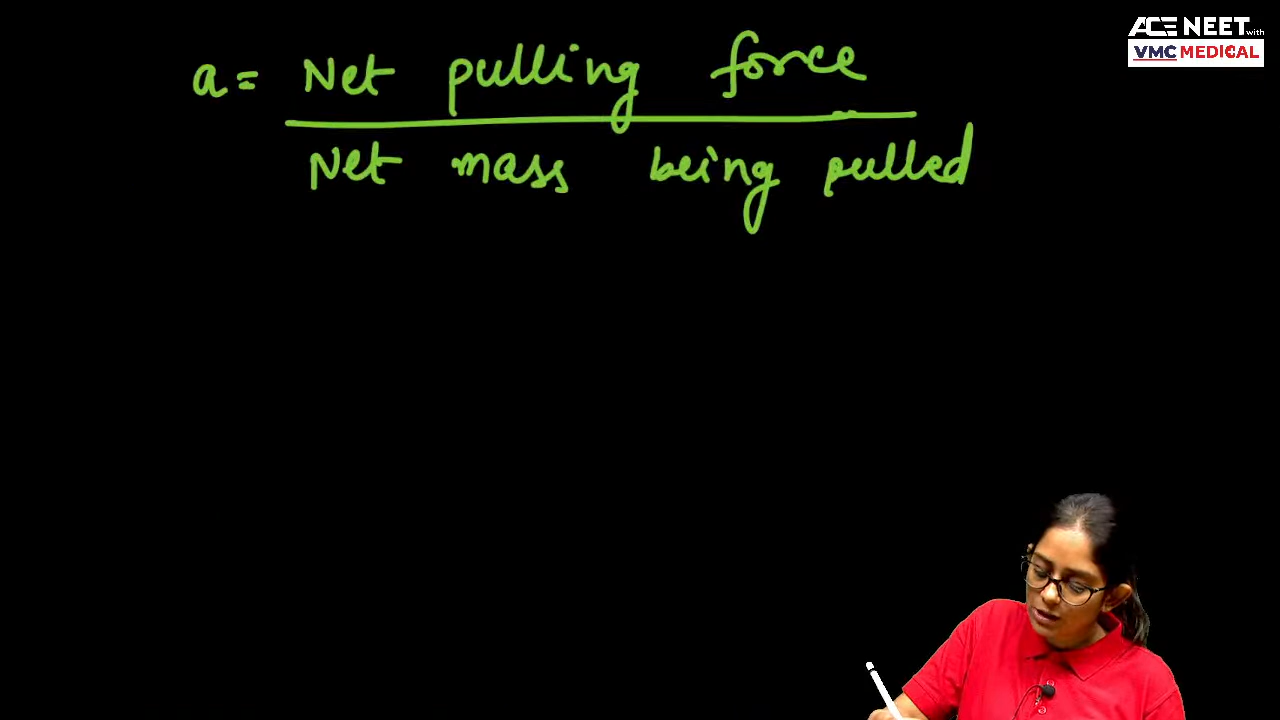 ACE NEET with
VMC MEDICAL
a = Net pulling force
Net mass being pulled